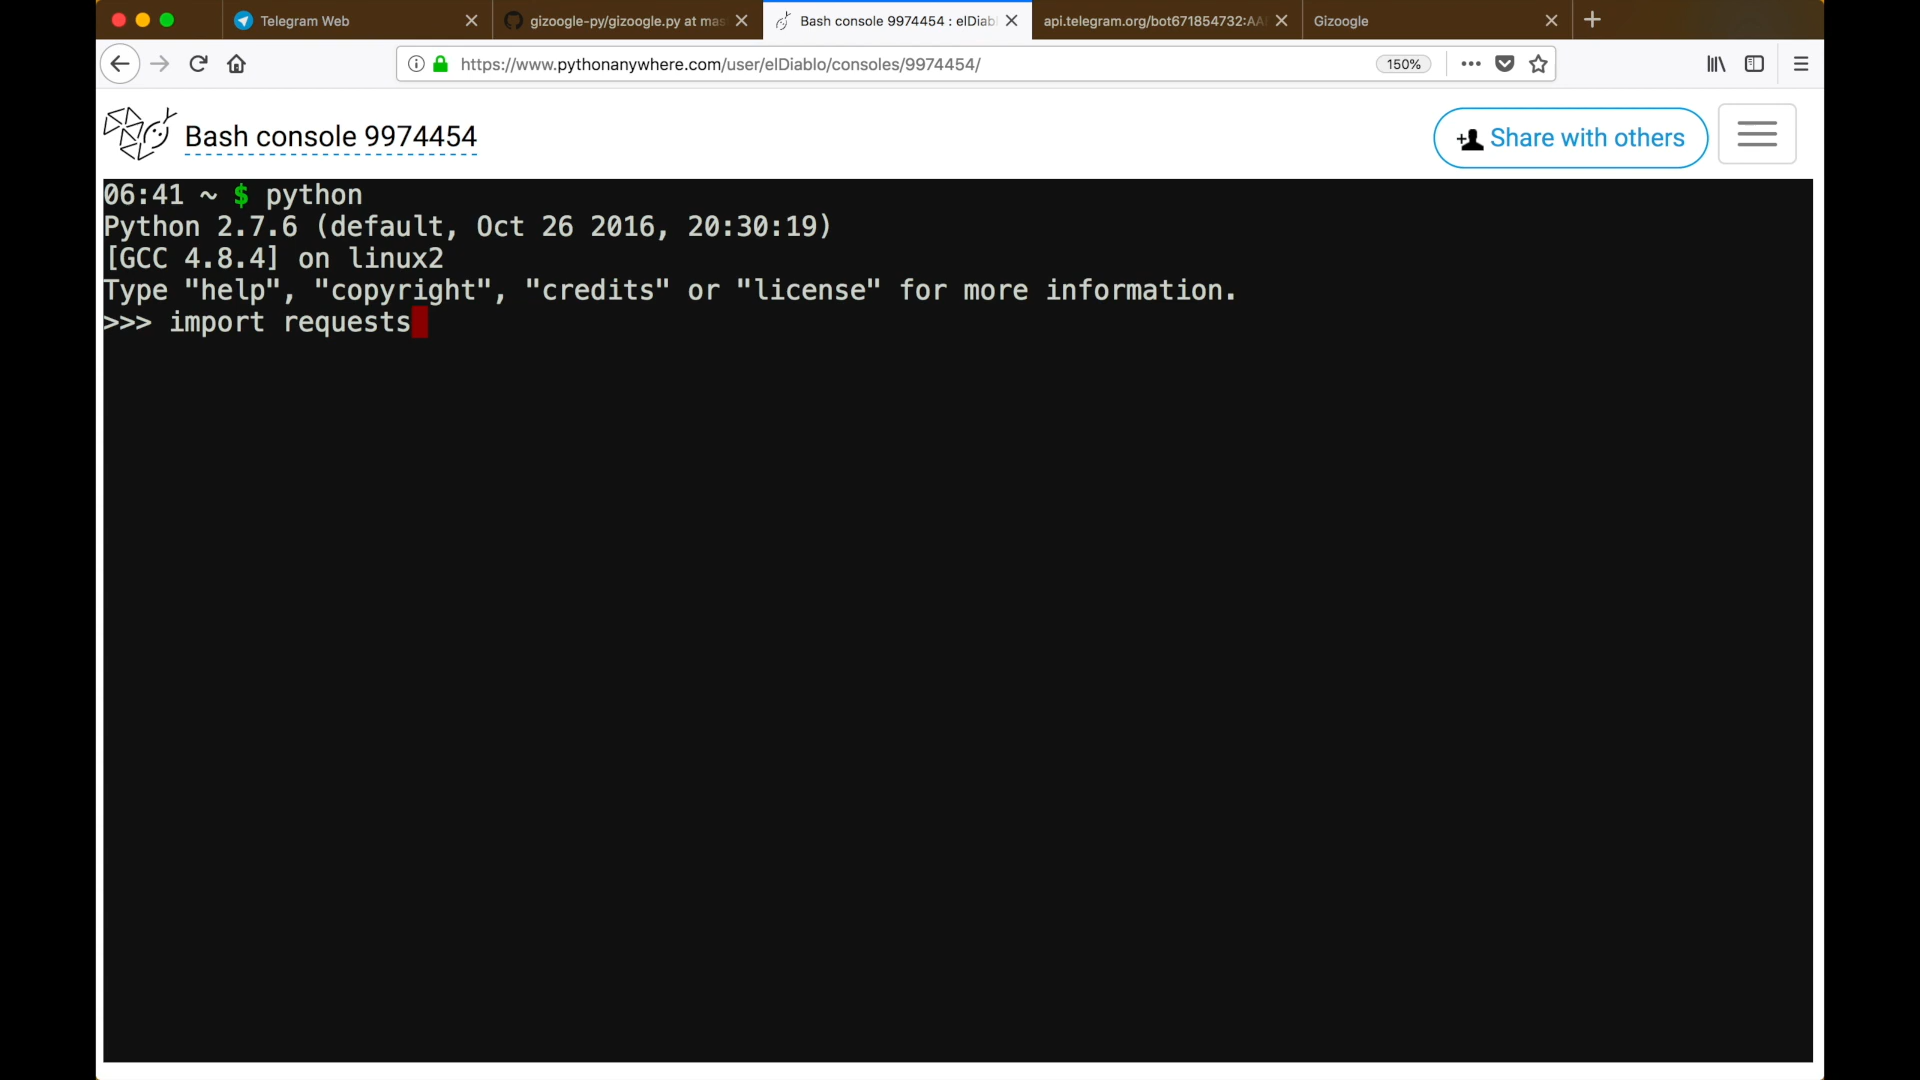 Telegram Web
gizoogle-py/gizoogle.py at mas
Bash console 9974454 : elDiab
api.telegram.org/bot671854732:AA
Gizoogle
https://www.pythonanywhere.com/user/elDiablo/consoles/9974454/
150%
Bash console 9974454
Share with others
06:41 ~ $ python
Python 2.7.6 (default, Oct 26 2016, 20:30:19)
[GCC 4.8.4] on linux2
Type "help", "copyright", "credits" or "license" for more information.
>>> import requests